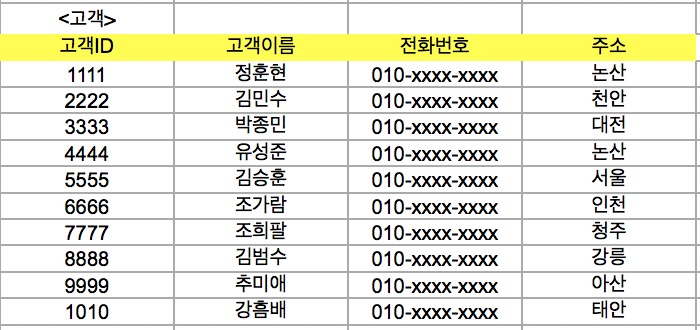 <고객>
고객ID 고객이름 전화번호 주소
1111 정훈현 010-xxxx-xxxx 논산
2222 김민수 010-xxxx-xxxx 천안
3333 박종민 010-xxxx-xxxx 대전
4444 유성준 010-xxxx-xxxx 논산
5555 김승훈 010-xxxx-xxxx 서울
6666 조가람 010-xxxx-xxxx 인천
7777 조희팔 010-xxxx-xxxx 청주
8888 김범수 010-xxxx-xxxx 강릉
9999 추미애 010-xxxx-xxxx 아산
1010 강흠배 010-xxxx-xxxx 태안